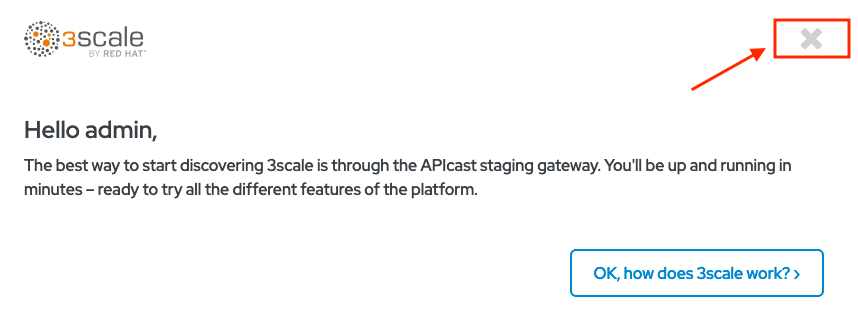 3scale
BY RED HAT
Hello admin,
The best way to start discovering 3scale is through the APIcast staging gateway. You'll be up and running in
minutes – ready to try all the different features of the platform.
OK, how does 3scale work? ›